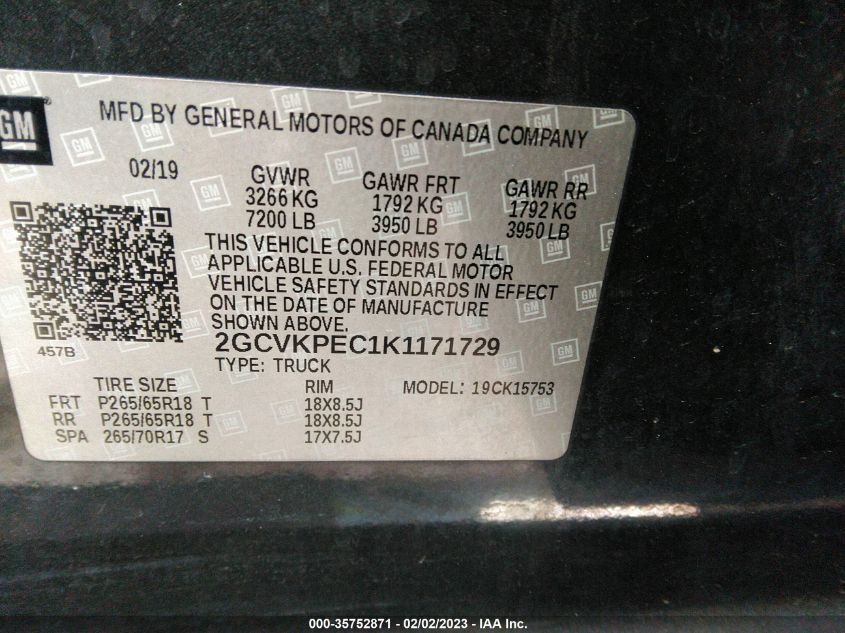 GM
MFD BY GENERAL MOTORS OF CANADA COMPANY
02/19
GVWR
3266 KG
7200 LB
GAWR FRT
1792 KG
3950 LB
GAWR RR
1792 KG
3950 LB
THIS VEHICLE CONFORMS TO ALL
APPLICABLE U.S. FEDERAL MOTOR
VEHICLE SAFETY STANDARDS IN EFFECT
ON THE DATE OF MANUFACTURE
SHOWN ABOVE.
457B
2GCVKPEC1K1171729
TYPE: TRUCK
TIRE SIZE RIM MODEL: 19CK15753
FRT P265/65R18 T 18X8.5J
RR P265/65R18 T 18X8.5J
SPA 265/70R17 S 17X7.5J
000-35752871 - 02/02/2023 - IAA Inc.